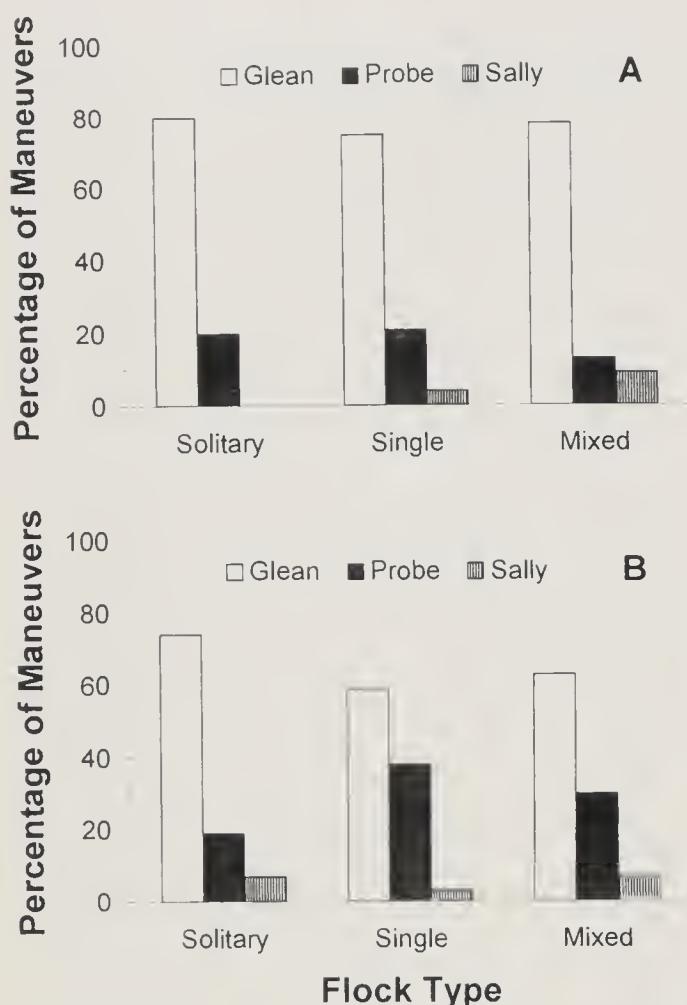 Percentage of Maneuvers
100
80
60
40
20
0
Glean Probe Sally
A
Solitary Single Mixed
Percentage of Maneuvers
100
80
60
40
20
0
Glean Probe Sally
B
Solitary Single Mixed
Flock Type